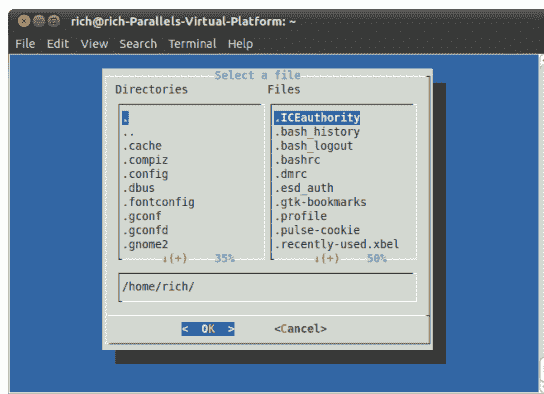 rich@rich-Parallels-Virtual-Platform: ~
File Edit View Search Terminal Help
Select a file
Directories Files
. .ICEauthority
.. .bash_history
.cache .bash_logout
.compiz .bashrc
.config .dmrc
.dbus .esd_auth
.fontconfig .gtk-bookmarks
.gconf .profile
.gconfd .pulse-cookie
.gnome2 .recently-used.xbel
↓(+) 35% ↓(+) 50%
/home/rich/
< OK > <Cancel>